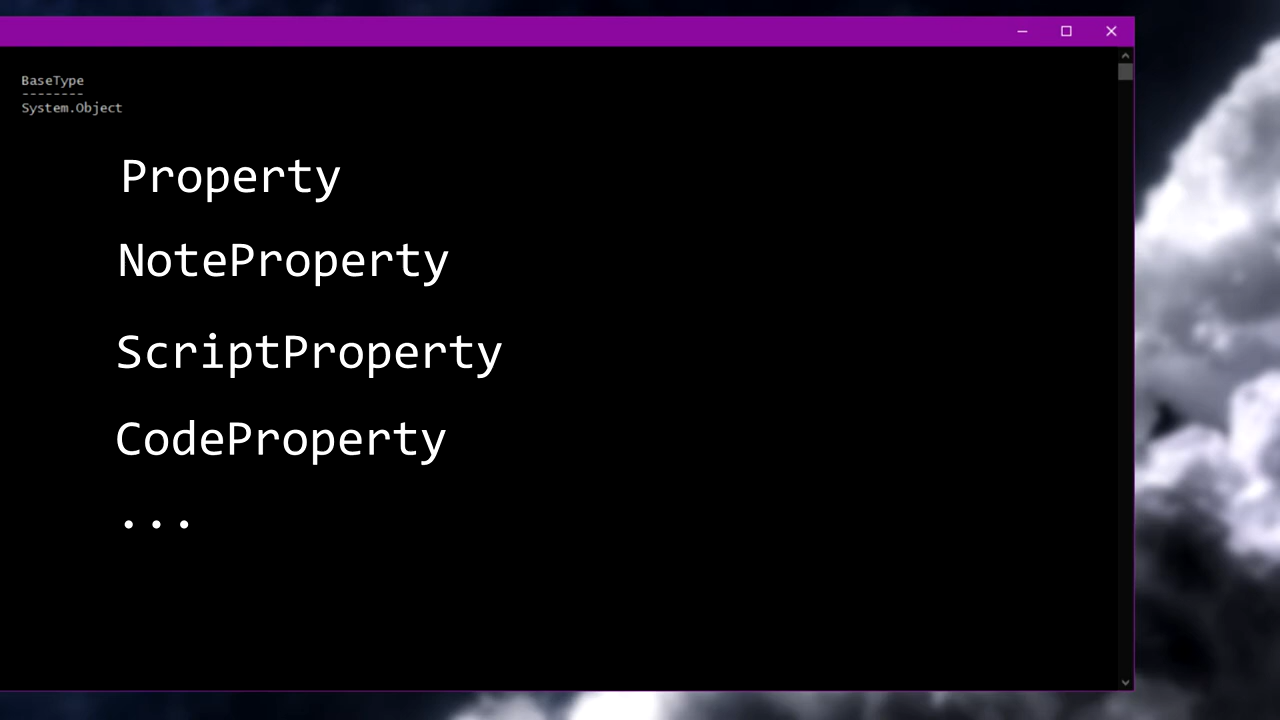 BaseType
--------
System.Object
Property
NoteProperty
ScriptProperty
CodeProperty
...